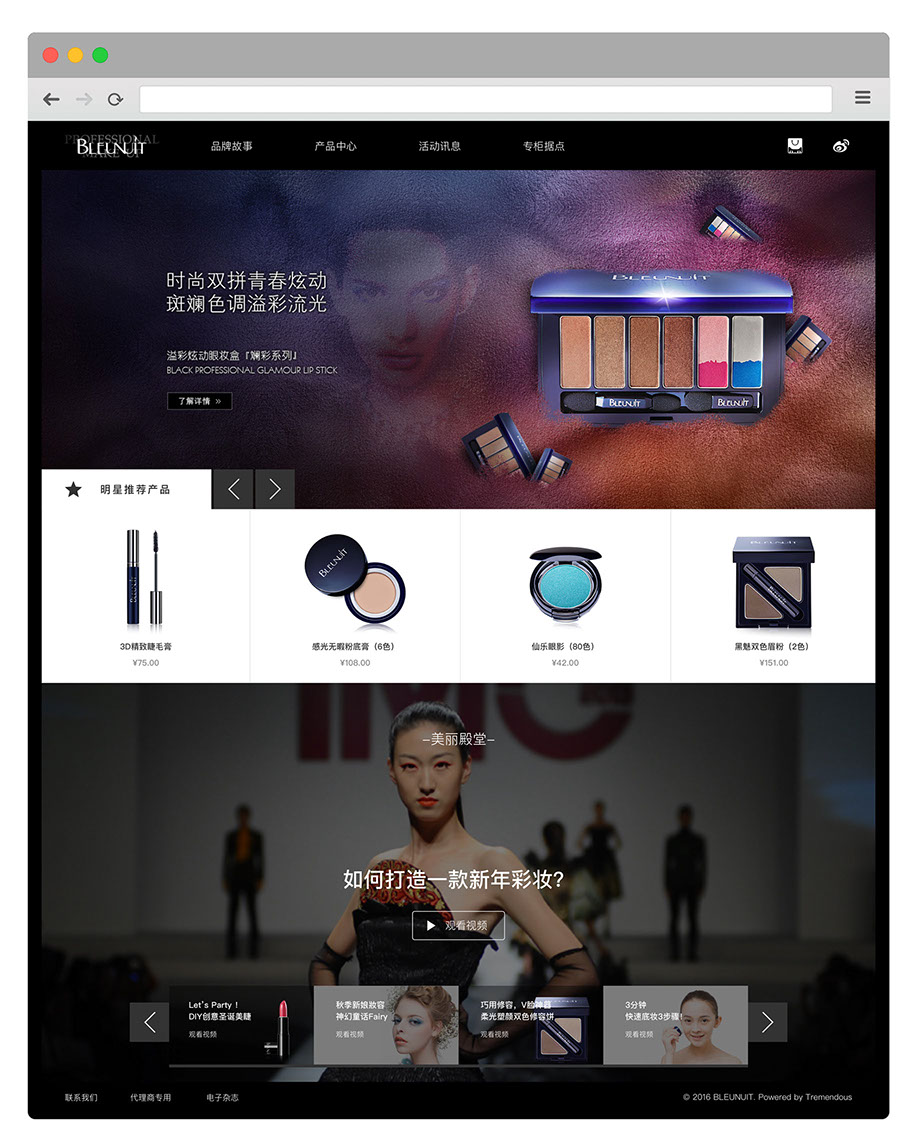 PROFESSIONAL
BLEUNUIT
MAKE-UP
品牌故事
产品中心
活动讯息
专柜据点
时尚双拼青春炫动
斑斓色调溢彩流光
溢彩炫动眼妆盒『斓彩系列』
BLACK PROFESSIONAL GLAMOUR LIP STICK
了解详情 »
BLEUNUIT
BLEUNUIT
BLEUNUIT
明星推荐产品
BLEUNUIT
BLEUNUIT
BLEUNUIT
3D精致睫毛膏
¥75.00
感光无暇粉底膏（6色）
¥108.00
仙乐眼影（80色）
¥42.00
黑魅双色眉粉（2色）
¥151.00
IMC
–美丽殿堂–
如何打造一款新年彩妆?
观看视频
Let's Party！
DIY创意圣诞美睫
观看视频
秋季新娘妆容
神幻童话Fairy
观看视频
巧用修容，V脸神容
柔光塑颜双色修容饼
观看视频
3分钟
快速底妆3步骤!
观看视频
联系我们
代理商专用
电子杂志
© 2016 BLEUNUIT. Powered by Tremendous